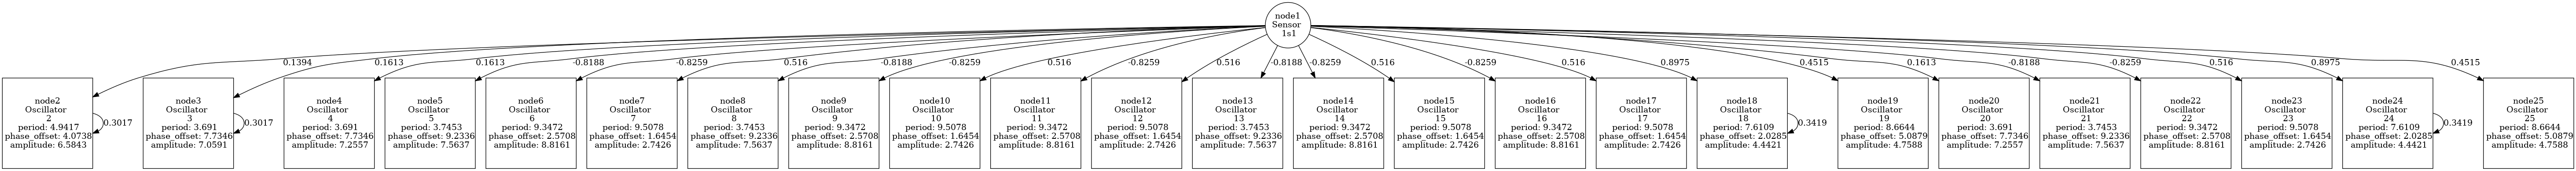 node1
Sensor
1s1
0.1394
0.1613
0.1613
-0.8188
-0.8259
0.516
-0.8188
-0.8259
0.516
-0.8259
0.516
-0.8188
-0.8259
0.516
-0.8259
0.516
0.8975
0.4515
0.1613
-0.8188
-0.8259
0.516
0.8975
0.4515
node2
Oscillator
2
period: 4.9417
phase_offset: 4.0738
amplitude: 6.5843
0.3017
node3
Oscillator
3
period: 3.691
phase_offset: 7.7346
amplitude: 7.0591
0.3017
node4
Oscillator
4
period: 3.691
phase_offset: 7.7346
amplitude: 7.2557
node5
Oscillator
5
period: 3.7453
phase_offset: 9.2336
amplitude: 7.5637
node6
Oscillator
6
period: 9.3472
phase_offset: 2.5708
amplitude: 8.8161
node7
Oscillator
7
period: 9.5078
phase_offset: 1.6454
amplitude: 2.7426
node8
Oscillator
8
period: 3.7453
phase_offset: 9.2336
amplitude: 7.5637
node9
Oscillator
9
period: 9.3472
phase_offset: 2.5708
amplitude: 8.8161
node10
Oscillator
10
period: 9.5078
phase_offset: 1.6454
amplitude: 2.7426
node11
Oscillator
11
period: 9.3472
phase_offset: 2.5708
amplitude: 8.8161
node12
Oscillator
12
period: 9.5078
phase_offset: 1.6454
amplitude: 2.7426
node13
Oscillator
13
period: 3.7453
phase_offset: 9.2336
amplitude: 7.5637
node14
Oscillator
14
period: 9.3472
phase_offset: 2.5708
amplitude: 8.8161
node15
Oscillator
15
period: 9.5078
phase_offset: 1.6454
amplitude: 2.7426
node16
Oscillator
16
period: 9.3472
phase_offset: 2.5708
amplitude: 8.8161
node17
Oscillator
17
period: 9.5078
phase_offset: 1.6454
amplitude: 2.7426
node18
Oscillator
18
period: 7.6109
phase_offset: 2.0285
amplitude: 4.4421
0.3419
node19
Oscillator
19
period: 8.6644
phase_offset: 5.0879
amplitude: 4.7588
node20
Oscillator
20
period: 3.691
phase_offset: 7.7346
amplitude: 7.2557
node21
Oscillator
21
period: 3.7453
phase_offset: 9.2336
amplitude: 7.5637
node22
Oscillator
22
period: 9.3472
phase_offset: 2.5708
amplitude: 8.8161
node23
Oscillator
23
period: 9.5078
phase_offset: 1.6454
amplitude: 2.7426
node24
Oscillator
24
period: 7.6109
phase_offset: 2.0285
amplitude: 4.4421
0.3419
node25
Oscillator
25
period: 8.6644
phase_offset: 5.0879
amplitude: 4.7588